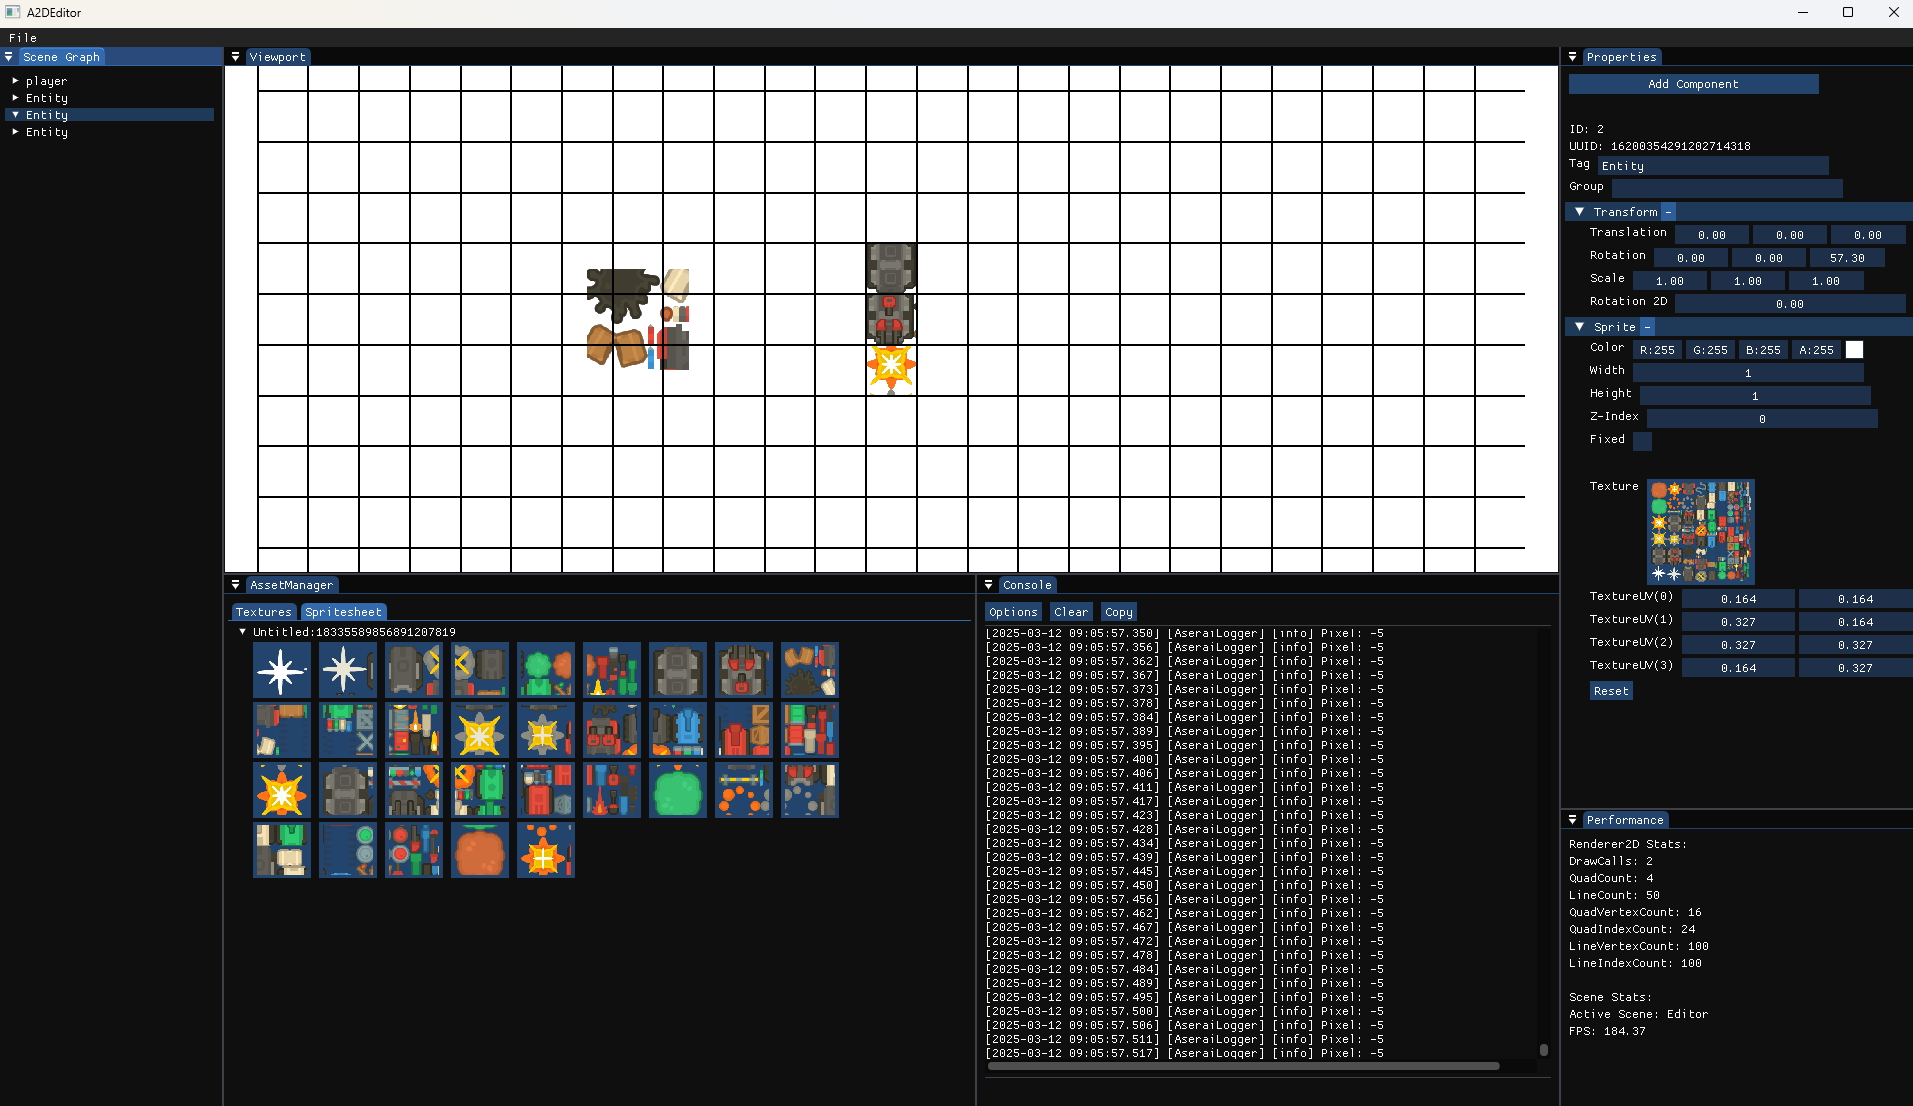 A2DEditor
File
Scene Graph
player
Entity
Entity
Entity
Viewport
AssetManager
Textures
Spritesheet
Untitled:18335589856891207819
Console
Options
Clear
Copy
[2025-03-12 09:05:57.350] [AseraiLogger] [info] Pixel: -5
[2025-03-12 09:05:57.356] [AseraiLogger] [info] Pixel: -5
[2025-03-12 09:05:57.362] [AseraiLogger] [info] Pixel: -5
[2025-03-12 09:05:57.367] [AseraiLogger] [info] Pixel: -5
[2025-03-12 09:05:57.373] [AseraiLogger] [info] Pixel: -5
[2025-03-12 09:05:57.378] [AseraiLogger] [info] Pixel: -5
[2025-03-12 09:05:57.384] [AseraiLogger] [info] Pixel: -5
[2025-03-12 09:05:57.389] [AseraiLogger] [info] Pixel: -5
[2025-03-12 09:05:57.395] [AseraiLogger] [info] Pixel: -5
[2025-03-12 09:05:57.400] [AseraiLogger] [info] Pixel: -5
[2025-03-12 09:05:57.406] [AseraiLogger] [info] Pixel: -5
[2025-03-12 09:05:57.411] [AseraiLogger] [info] Pixel: -5
[2025-03-12 09:05:57.417] [AseraiLogger] [info] Pixel: -5
[2025-03-12 09:05:57.423] [AseraiLogger] [info] Pixel: -5
[2025-03-12 09:05:57.428] [AseraiLogger] [info] Pixel: -5
[2025-03-12 09:05:57.434] [AseraiLogger] [info] Pixel: -5
[2025-03-12 09:05:57.439] [AseraiLogger] [info] Pixel: -5
[2025-03-12 09:05:57.445] [AseraiLogger] [info] Pixel: -5
[2025-03-12 09:05:57.450] [AseraiLogger] [info] Pixel: -5
[2025-03-12 09:05:57.456] [AseraiLogger] [info] Pixel: -5
[2025-03-12 09:05:57.462] [AseraiLogger] [info] Pixel: -5
[2025-03-12 09:05:57.467] [AseraiLogger] [info] Pixel: -5
[2025-03-12 09:05:57.472] [AseraiLogger] [info] Pixel: -5
[2025-03-12 09:05:57.478] [AseraiLogger] [info] Pixel: -5
[2025-03-12 09:05:57.484] [AseraiLogger] [info] Pixel: -5
[2025-03-12 09:05:57.489] [AseraiLogger] [info] Pixel: -5
[2025-03-12 09:05:57.495] [AseraiLogger] [info] Pixel: -5
[2025-03-12 09:05:57.500] [AseraiLogger] [info] Pixel: -5
[2025-03-12 09:05:57.506] [AseraiLogger] [info] Pixel: -5
[2025-03-12 09:05:57.511] [AseraiLogger] [info] Pixel: -5
[2025-03-12 09:05:57.517] [AseraiLogger] [info] Pixel: -5
Properties
Add Component
ID: 2
UUID: 16200354291202714318
Tag Entity
Group
Transform -
Translation 0.00 0.00 0.00
Rotation 0.00 0.00 57.30
Scale 1.00 1.00 1.00
Rotation 2D 0.00
Sprite -
Color R:255 G:255 B:255 A:255
Width 1
Height 1
Z-Index 0
Fixed
Texture
TextureUV(0) 0.164 0.164
TextureUV(1) 0.327 0.164
TextureUV(2) 0.327 0.327
TextureUV(3) 0.164 0.327
Reset
Performance
Renderer2D Stats:
DrawCalls: 2
QuadCount: 4
LineCount: 50
QuadVertexCount: 16
QuadIndexCount: 24
LineVertexCount: 100
LineIndexCount: 100
Scene Stats:
Active Scene: Editor
FPS: 184.37